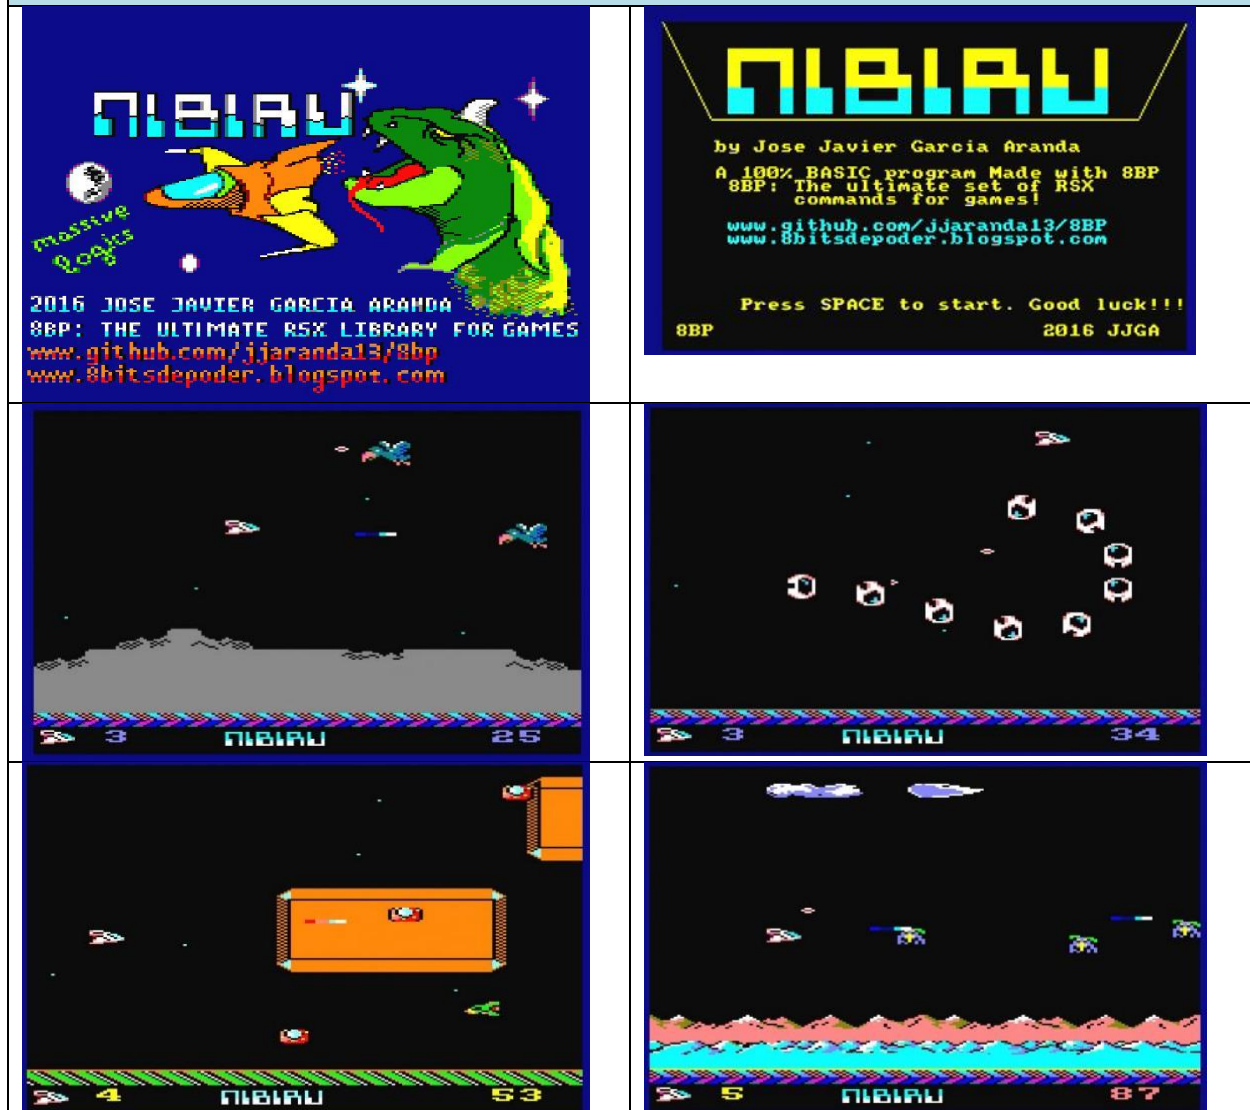 NIBIRU
massive
logics
2016 JOSE JAVIER GARCIA ARANDA
8BP: THE ULTIMATE RSX LIBRARY FOR GAMES
www.github.com/jjaranda13/8bp
www.8bitsdepoder.blogspot.com
NIBIRU
by Jose Javier Garcia Aranda
A 100% BASIC program Made with 8BP
8BP: The ultimate set of RSX
commands for games!
www.github.com/jjaranda13/8BP
www.8bitsdepoder.blogspot.com
Press SPACE to start. Good luck!!!
8BP 2016 JJGA
3 NIBIRU 25
3 NIBIRU 34
4 NIBIRU 53
5 NIBIRU 87